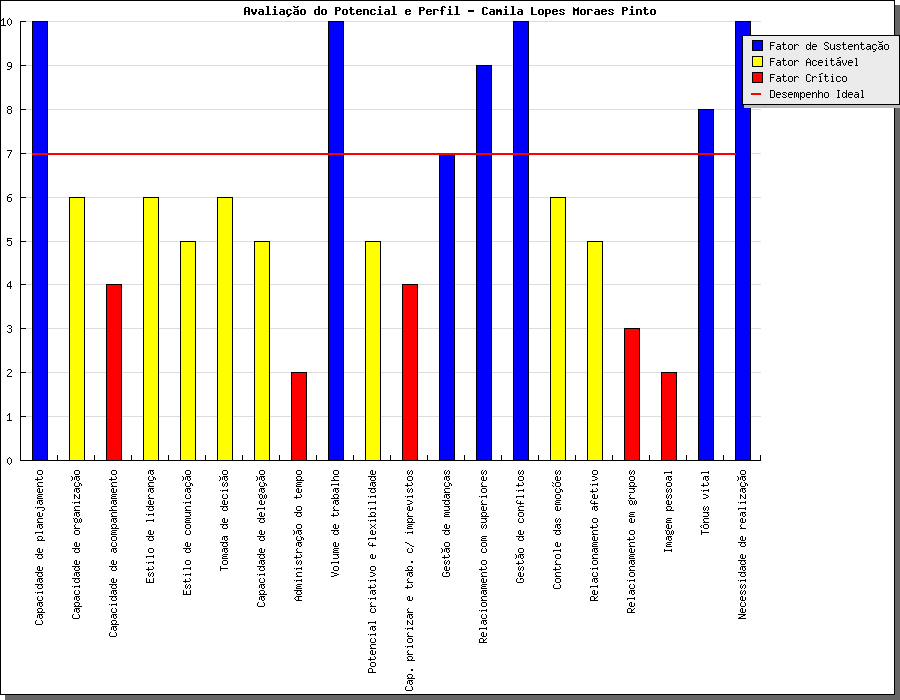 Avaliação do Potencial e Perfil - Camila Lopes Moraes Pinto
10
9
8
7
6
5
4
3
2
1
0
Fator de Sustentação
Fator Aceitável
Fator Crítico
Desempenho Ideal
Capacidade de planejamento
Capacidade de organização
Capacidade de acompanhamento
Estilo de liderança
Estilo de comunicação
Tomada de decisão
Capacidade de delegação
Administração do tempo
Volume de trabalho
Potencial criativo e flexibilidade
Cap. priorizar e trab. c/ imprevistos
Gestão de mudanças
Relacionamento com superiores
Gestão de conflitos
Controle das emoções
Relacionamento afetivo
Relacionamento em grupos
Imagem pessoal
Tônus vital
Necessidade de realização